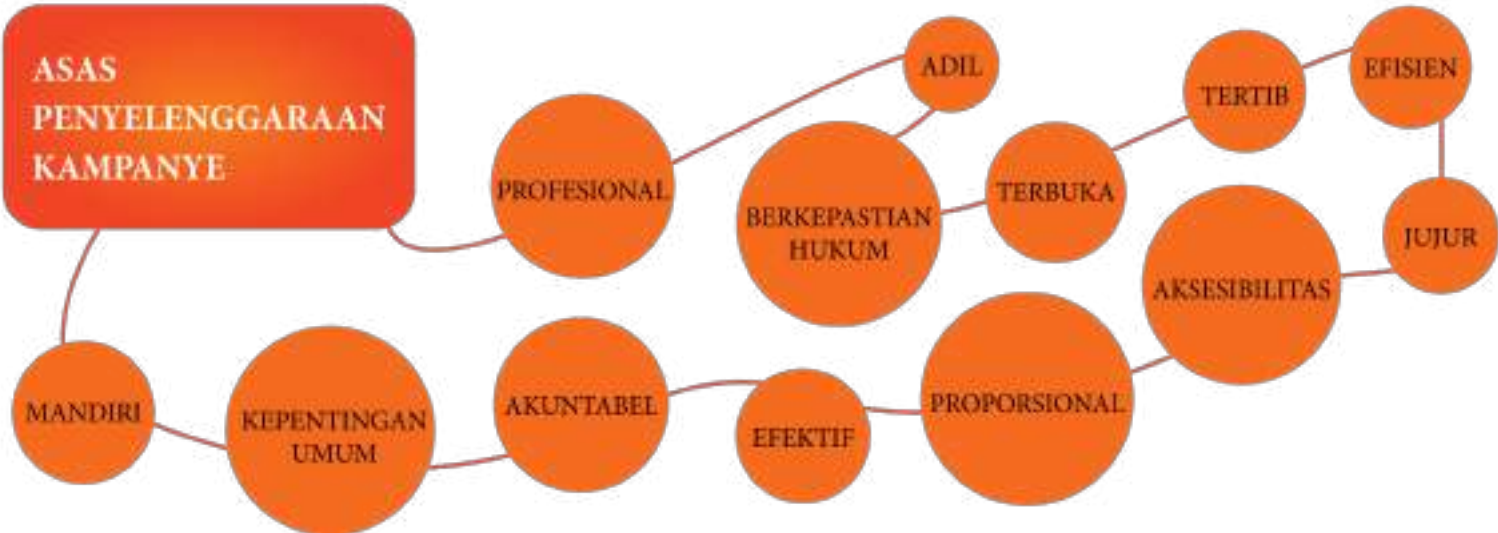 ASAS
PENYELENGGARAAN
KAMPANYE
PROFESIONAL
ADIL
BERKEPASTIAN
HUKUM
TERBUKA
TERTIB
EFISIEN
JUJUR
AKSESIBILITAS
PROPORSIONAL
EFEKTIF
AKUNTABEL
KEPENTINGAN
UMUM
MANDIRI